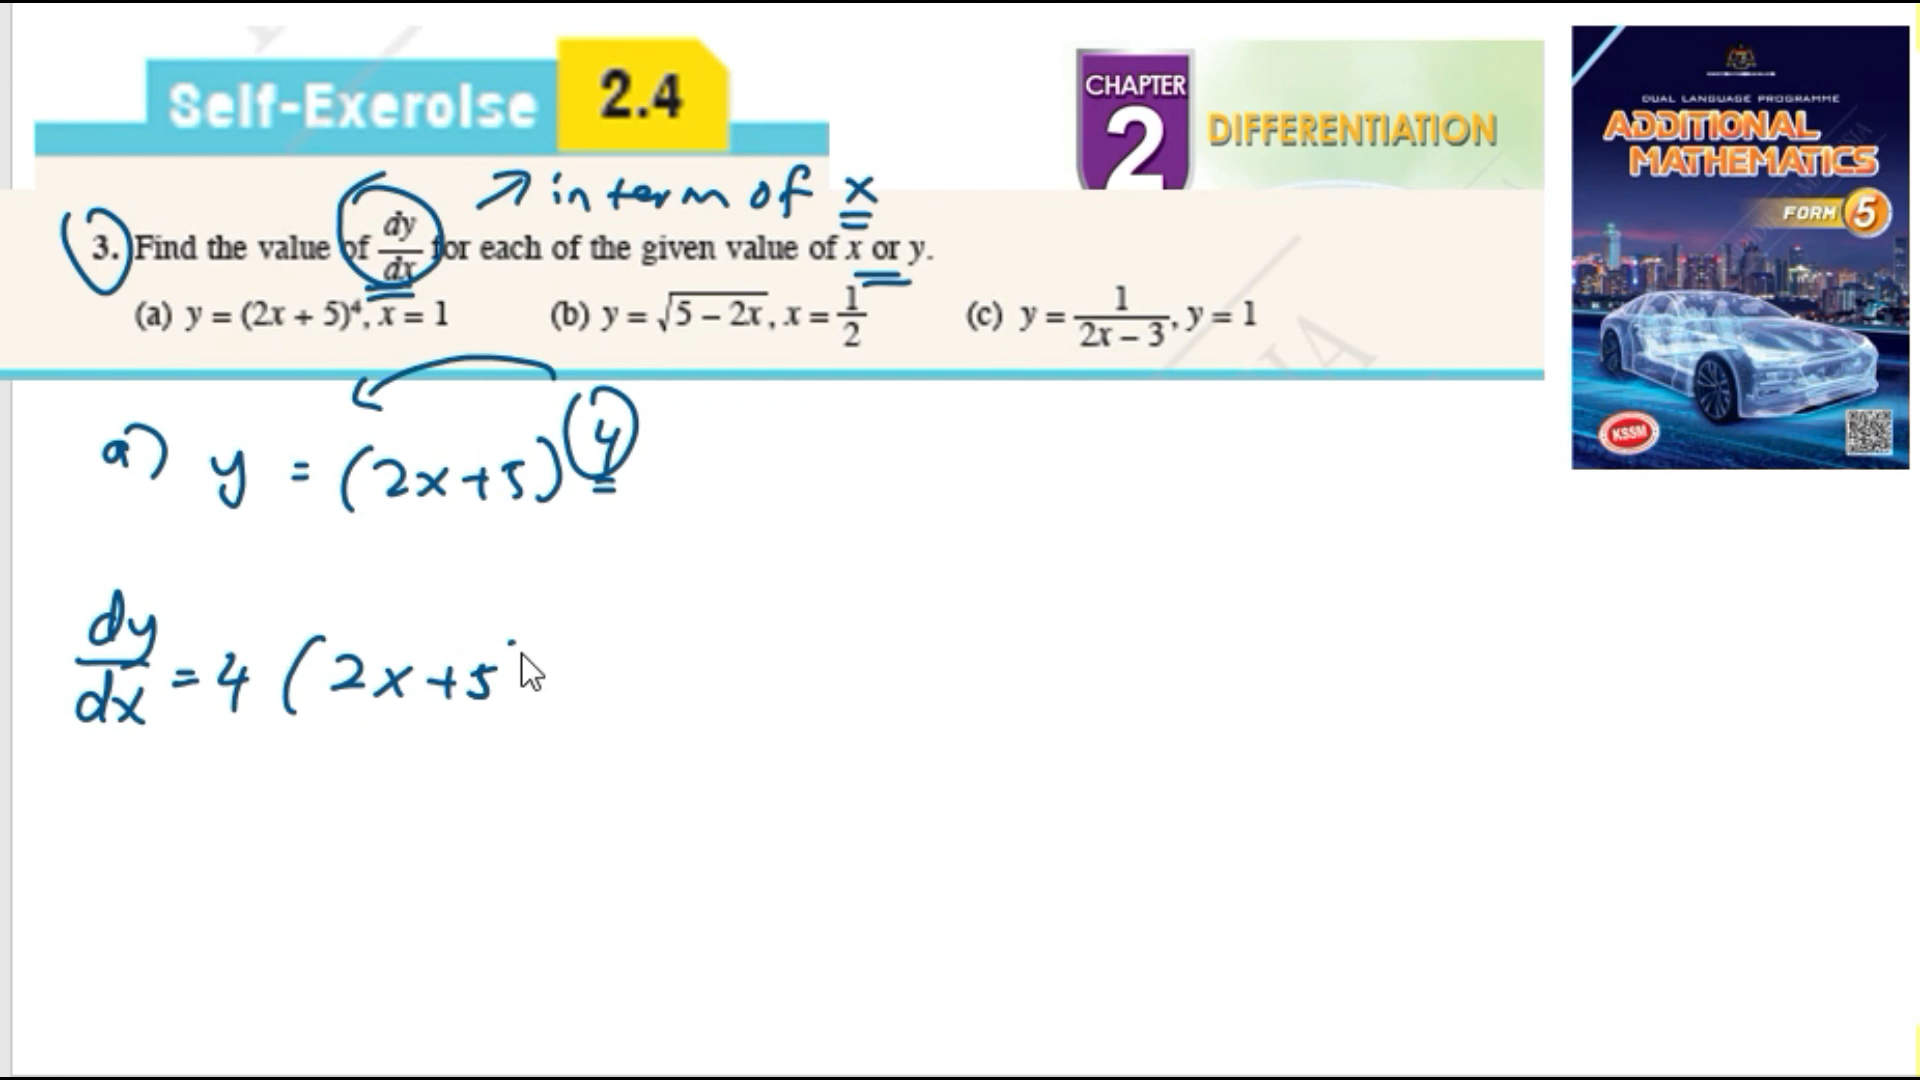 Self-Exercise 2.4
CHAPTER 2 DIFFERENTIATION
DUAL LANGUAGE PROGRAMME
ADDITIONAL
MATHEMATICS
FORM 5
KSSM
→ in term of x
3. Find the value of dy/dx for each of the given value of x or y.
(a) y = (2x + 5)⁴, x = 1 (b) y = √(5 – 2x), x = 1/2 (c) y = 1/(2x – 3), y = 1
a) y = (2x+5)⁴
dy/dx = 4 (2x+5